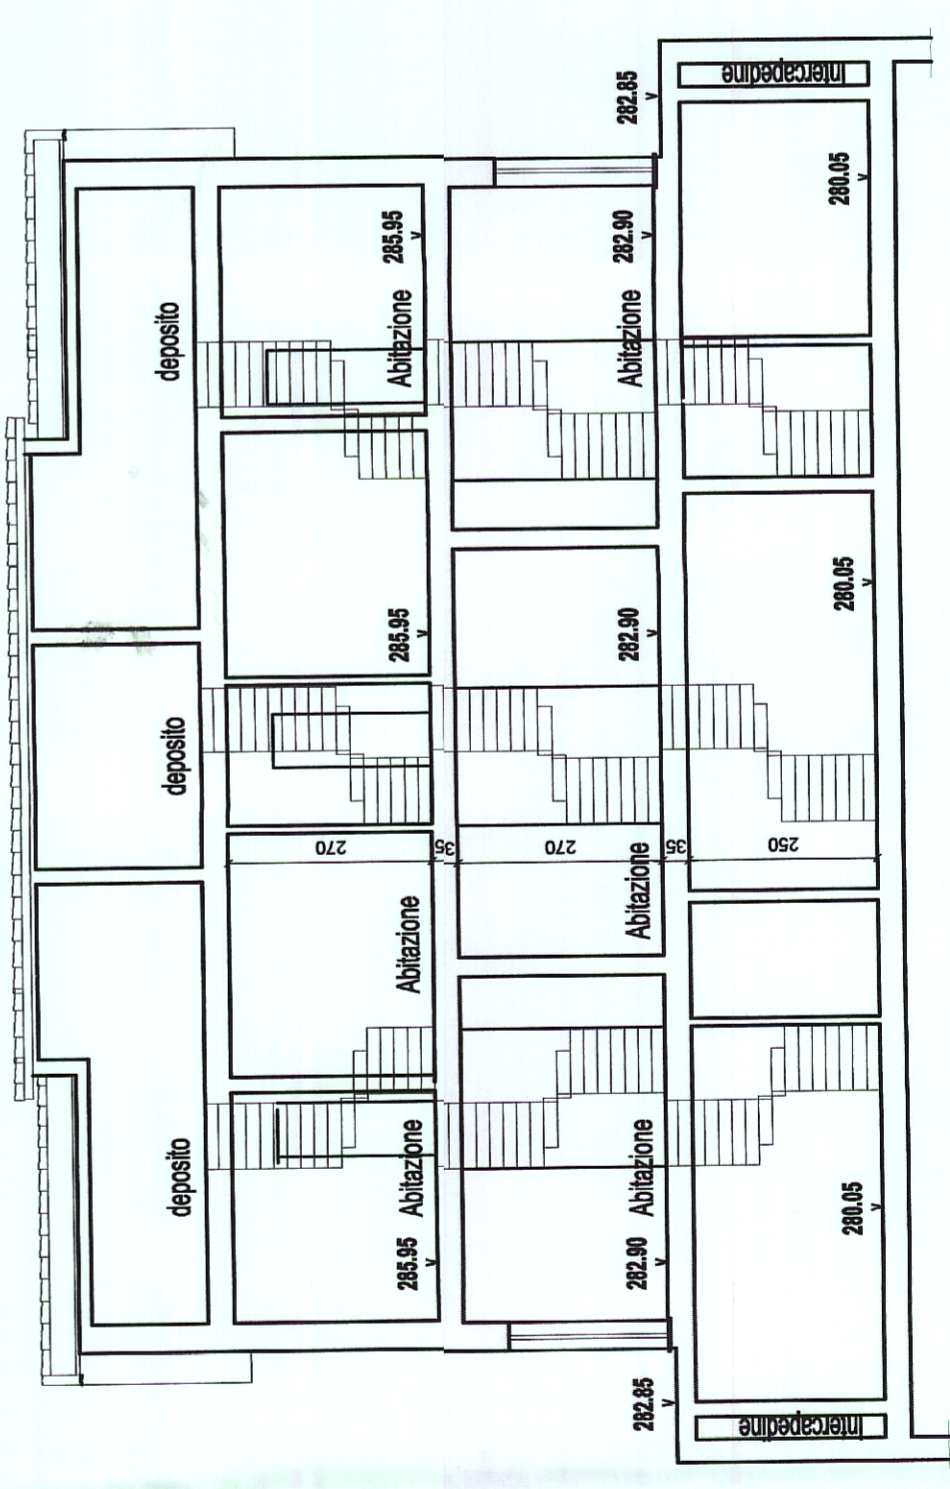 deposito
deposito
deposito
285.95
Abitazione
285.95
270
Abitazione
Abitazione
285.95
35
282.85
282.90
Abitazione
282.90
270
Abitazione
Abitazione
282.90
282.85
35
Intercapedine
280.05
280.05
250
280.05
Intercapedine